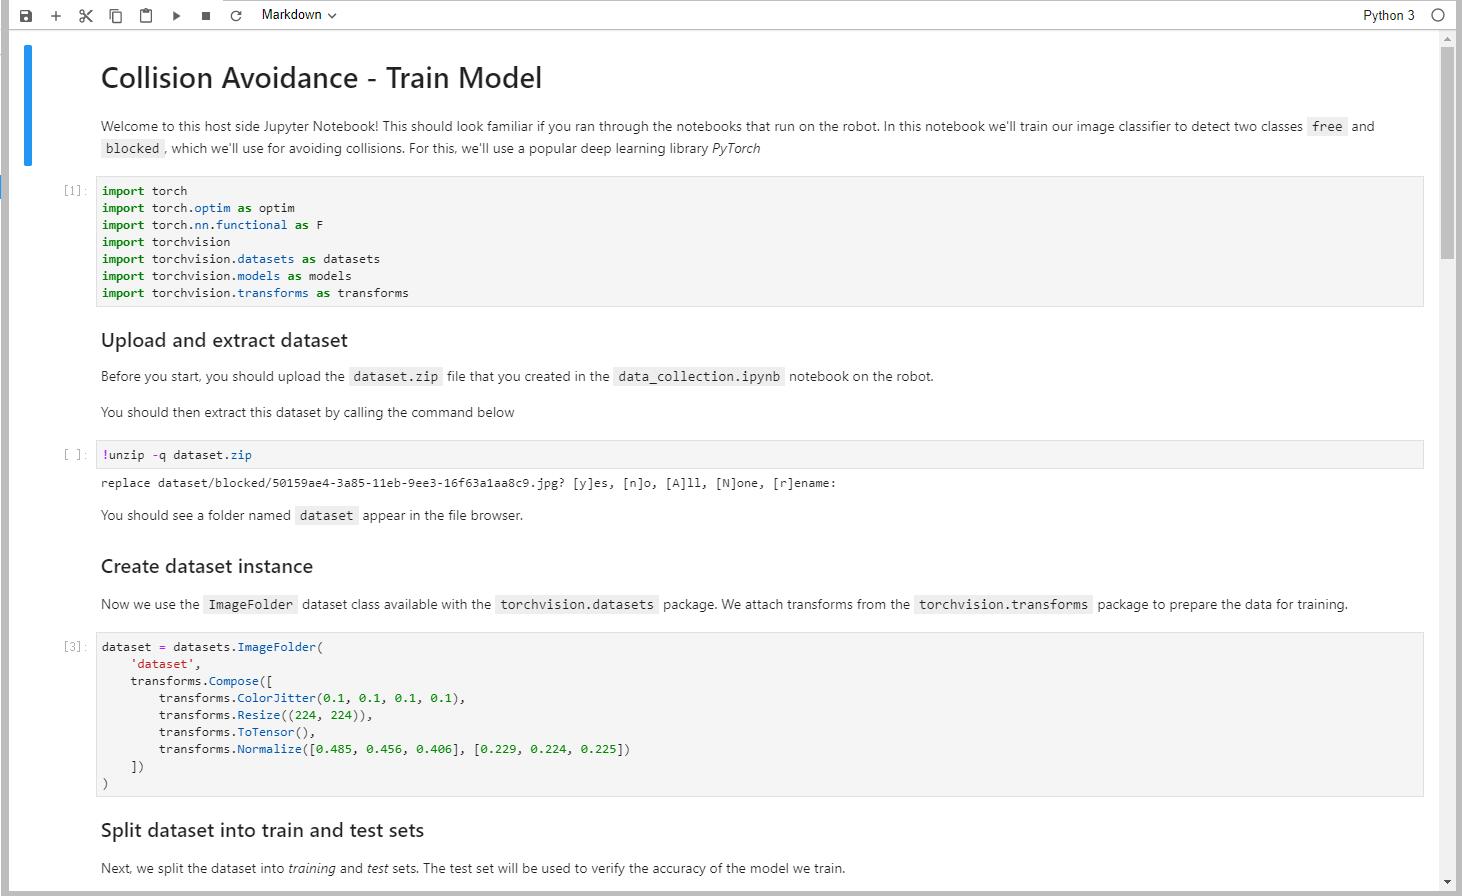 Markdown
Python 3
Collision Avoidance - Train Model
Welcome to this host side Jupyter Notebook! This should look familiar if you ran through the notebooks that run on the robot. In this notebook we'll train our image classifier to detect two classes free and
blocked, which we'll use for avoiding collisions. For this, we'll use a popular deep learning library PyTorch
[1]:
import torch
import torch.optim as optim
import torch.nn.functional as F
import torchvision
import torchvision.datasets as datasets
import torchvision.models as models
import torchvision.transforms as transforms
Upload and extract dataset
Before you start, you should upload the dataset.zip file that you created in the data_collection.ipynb notebook on the robot.
You should then extract this dataset by calling the command below
[ ]:
!unzip -q dataset.zip
replace dataset/blocked/50159ae4-3a85-11eb-9ee3-16f63a1aa8c9.jpg? [y]es, [n]o, [A]ll, [N]one, [r]ename:
You should see a folder named dataset appear in the file browser.
Create dataset instance
Now we use the ImageFolder dataset class available with the torchvision.datasets package. We attach transforms from the torchvision.transforms package to prepare the data for training.
[3]:
dataset = datasets.ImageFolder(
    'dataset',
    transforms.Compose([
        transforms.ColorJitter(0.1, 0.1, 0.1, 0.1),
        transforms.Resize((224, 224)),
        transforms.ToTensor(),
        transforms.Normalize([0.485, 0.456, 0.406], [0.229, 0.224, 0.225])
    ])
)
Split dataset into train and test sets
Next, we split the dataset into training and test sets. The test set will be used to verify the accuracy of the model we train.